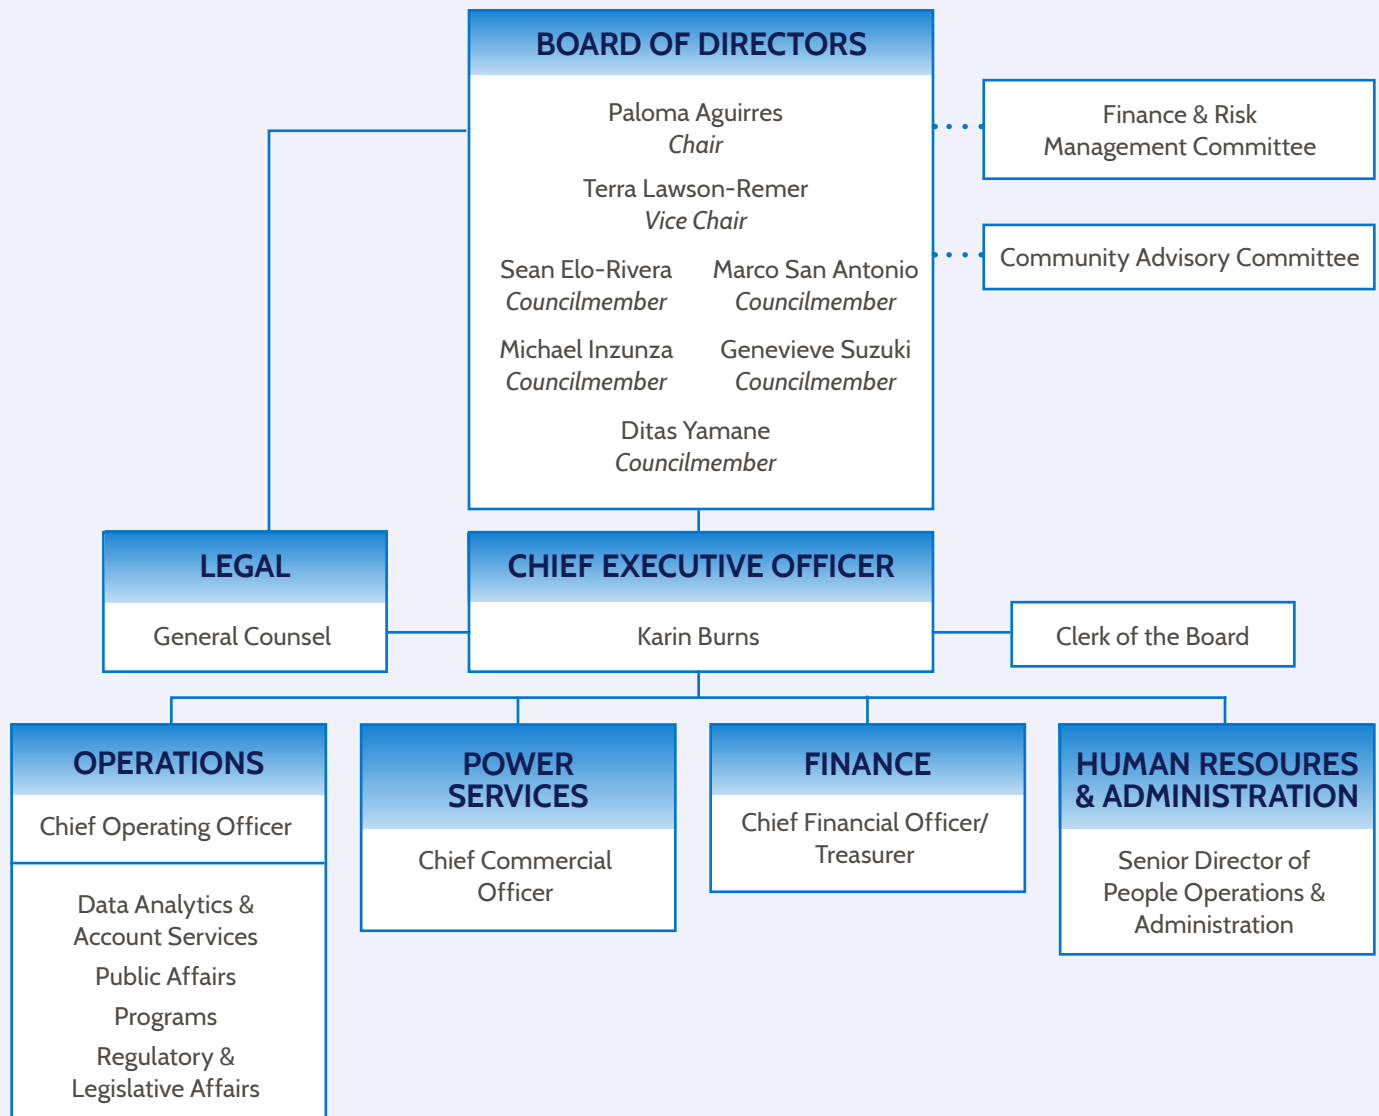 BOARD OF DIRECTORS
Paloma Aguirres
Chair
Terra Lawson-Remer
Vice Chair
Sean Elo-Rivera
Councilmember
Marco San Antonio
Councilmember
Michael Inzunza
Councilmember
Genevieve Suzuki
Councilmember
Ditas Yamane
Councilmember
Finance & Risk
Management Committee
Community Advisory Committee
LEGAL
General Counsel
CHIEF EXECUTIVE OFFICER
Karin Burns
Clerk of the Board
OPERATIONS
Chief Operating Officer
Data Analytics &
Account Services
Public Affairs
Programs
Regulatory &
Legislative Affairs
POWER
SERVICES
Chief Commercial
Officer
FINANCE
Chief Financial Officer/
Treasurer
HUMAN RESOURES
& ADMINISTRATION
Senior Director of
People Operations &
Administration